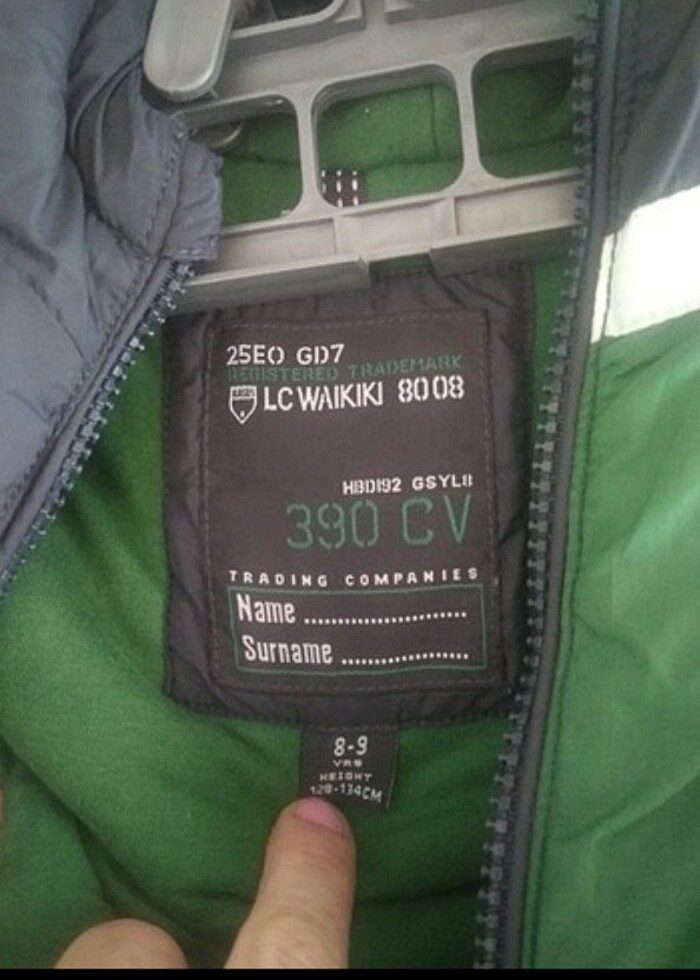 25EO GD7
REGISTERED TRADEMARK
LC WAIKIKI 8008
HBD192 GSYL8
390 CV
TRADING COMPANIES
Name ........................
Surname ...................
8-9
YRS
HEIGHT
128-134CM